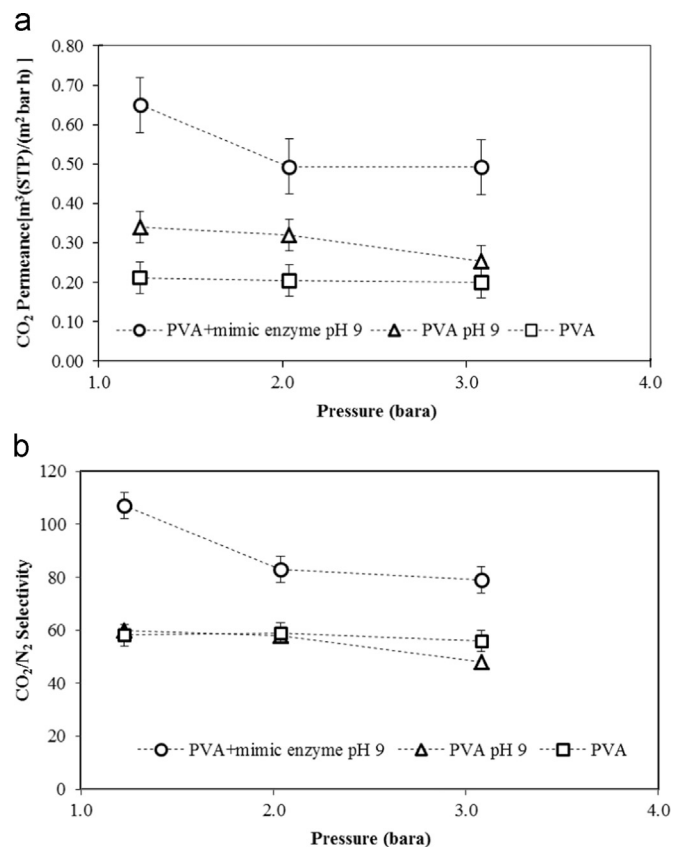 a
0.80
0.70
0.60
0.50
0.40
0.30
0.20
0.10
0.00
CO₂ Permeance[m³(STP)/(m² bar h) ]
PVA+mimic enzyme pH 9 PVA pH 9 PVA
1.0 2.0 3.0 4.0
Pressure (bara)
b
120
100
80
60
40
20
0
CO₂/N₂ Selectivity
PVA+mimic enzyme pH 9 PVA pH 9 PVA
1.0 2.0 3.0 4.0
Pressure (bara)